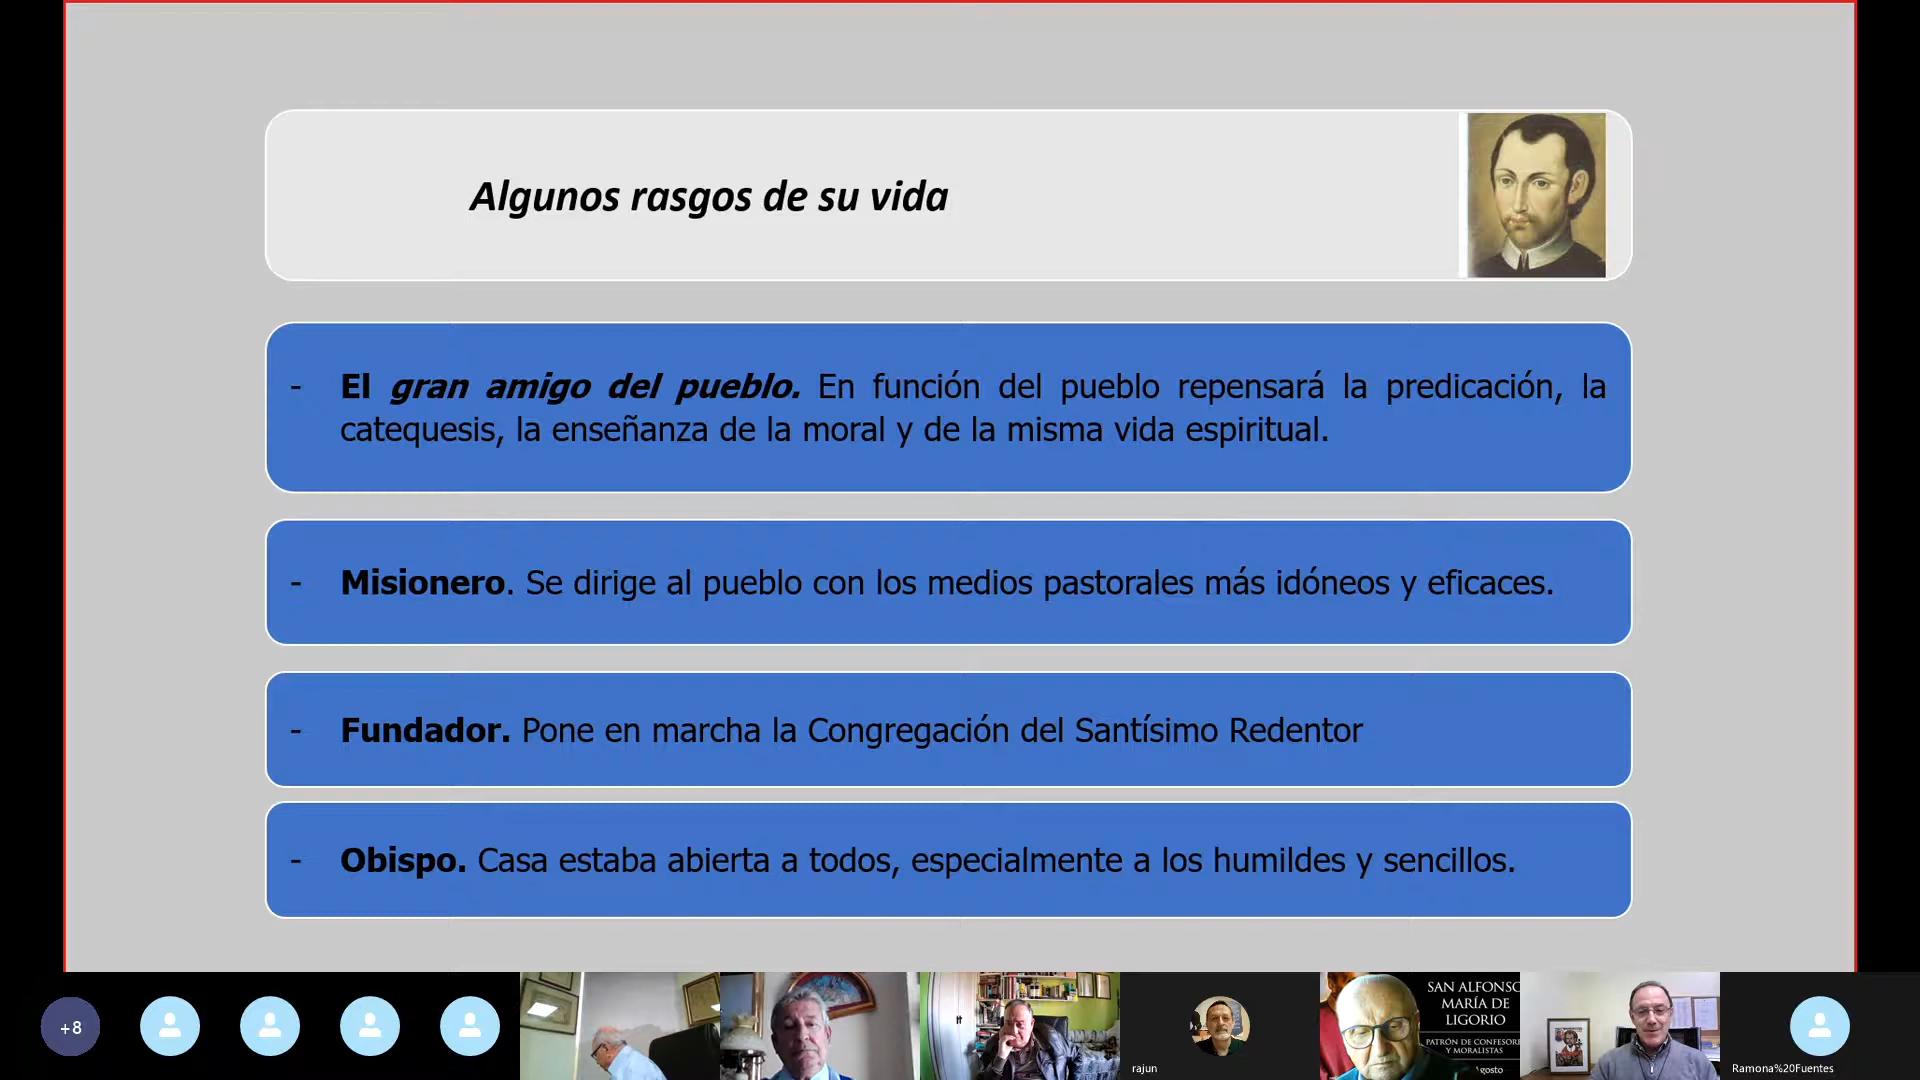 Algunos rasgos de su vida
- El gran amigo del pueblo. En función del pueblo repensará la predicación, la
catequesis, la enseñanza de la moral y de la misma vida espiritual.
- Misionero. Se dirige al pueblo con los medios pastorales más idóneos y eficaces.
- Fundador. Pone en marcha la Congregación del Santísimo Redentor
- Obispo. Casa estaba abierta a todos, especialmente a los humildes y sencillos.
+8
rajun
SAN ALFONSO
MARÍA DE
LIGORIO
PATRÓN DE CONFESORE
Y MORALISTAS
gosto
Ramona%20Fuentes